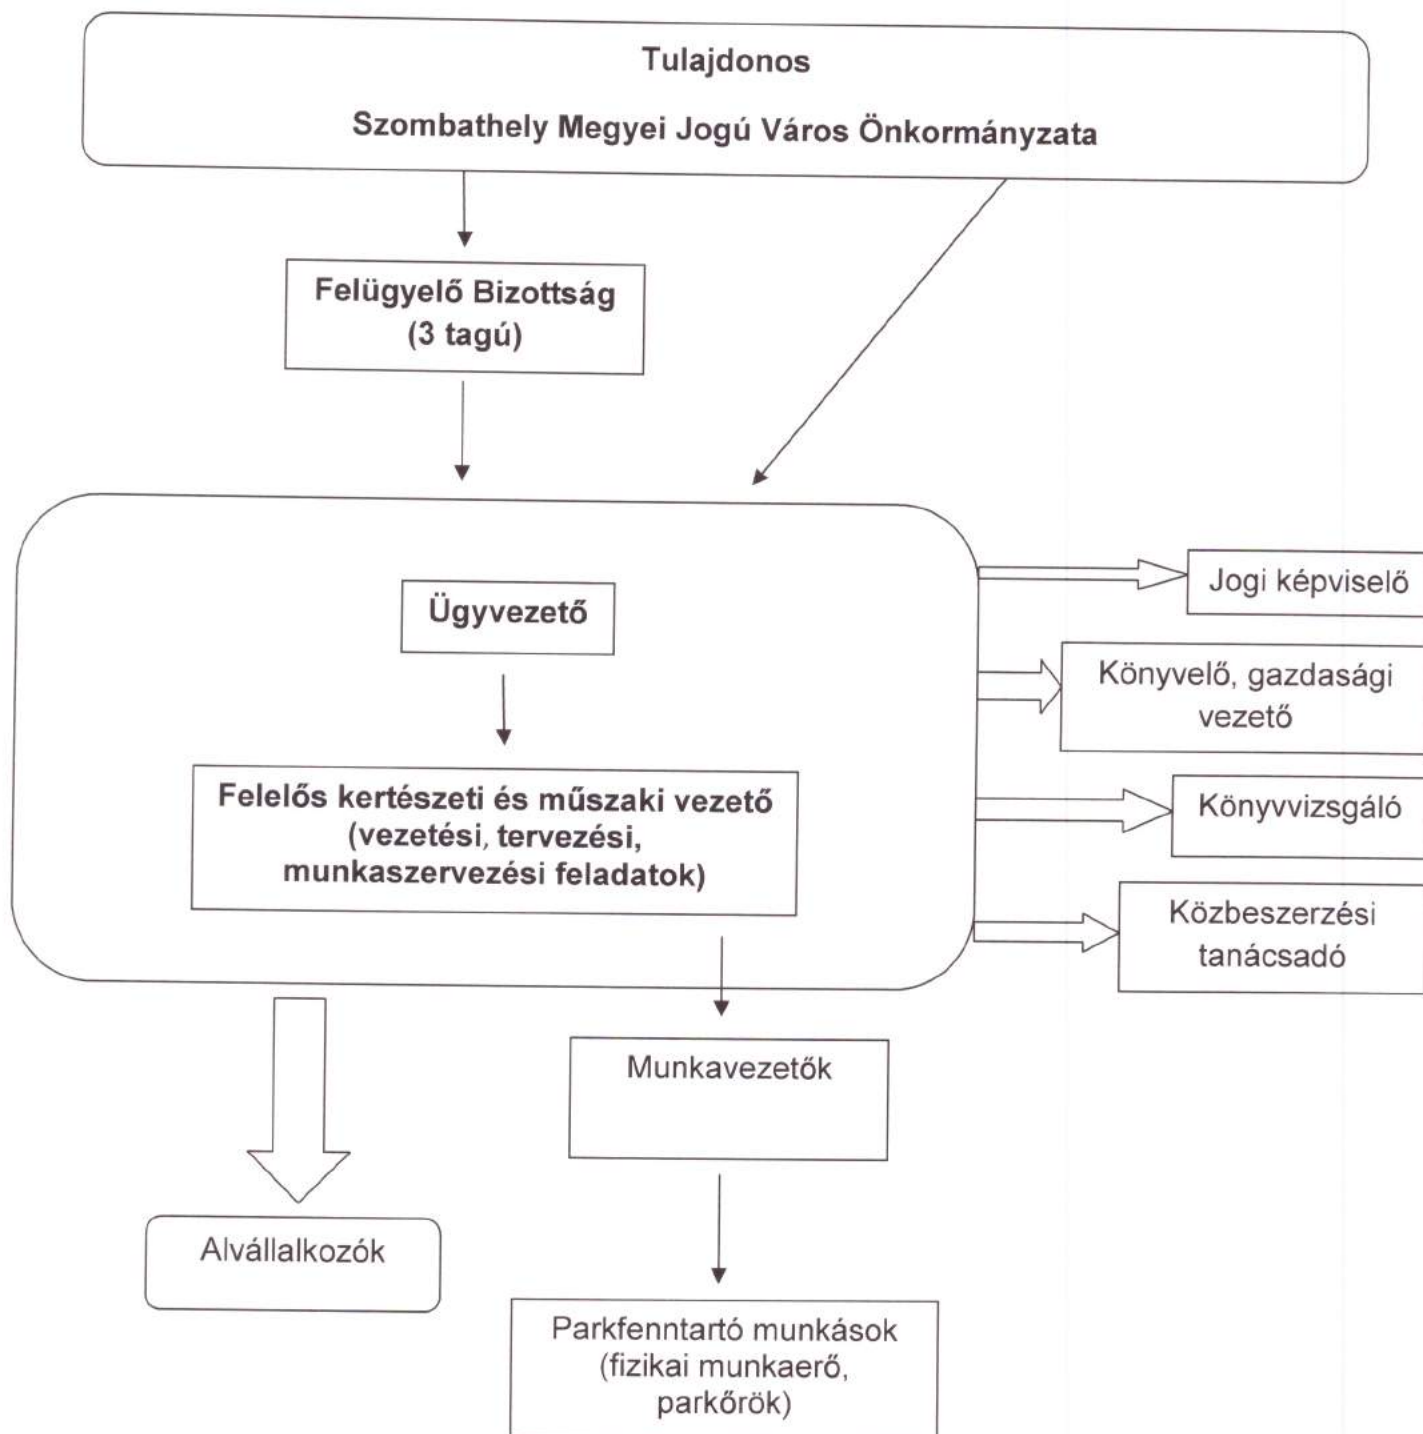 Tulajdonos
Szombathely Megyei Jogú Város Önkormányzata
Felügyelő Bizottság
(3 tagú)
Ügyvezető
Felelős kertészeti és műszaki vezető
(vezetési, tervezési,
munkaszervezési feladatok)
Jogi képviselő
Könyvelő, gazdasági
vezető
Könyvvizsgáló
Közbeszerzési
tanácsadó
Munkavezetők
Alvállalkozók
Parkfenntartó munkások
(fizikai munkaerő,
parkőrök)